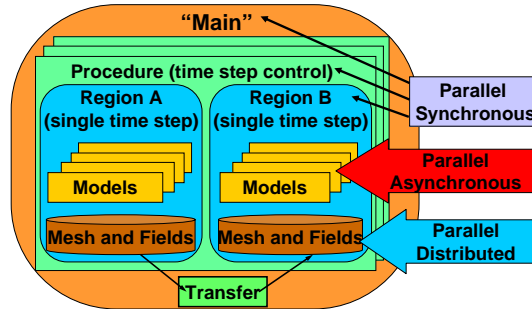 “Main”
Procedure (time step control)
Region A
(single time step)
Region B
(single time step)
Parallel
Synchronous
Models
Models
Parallel
Asynchronous
Mesh and Fields
Mesh and Fields
Parallel
Distributed
Transfer